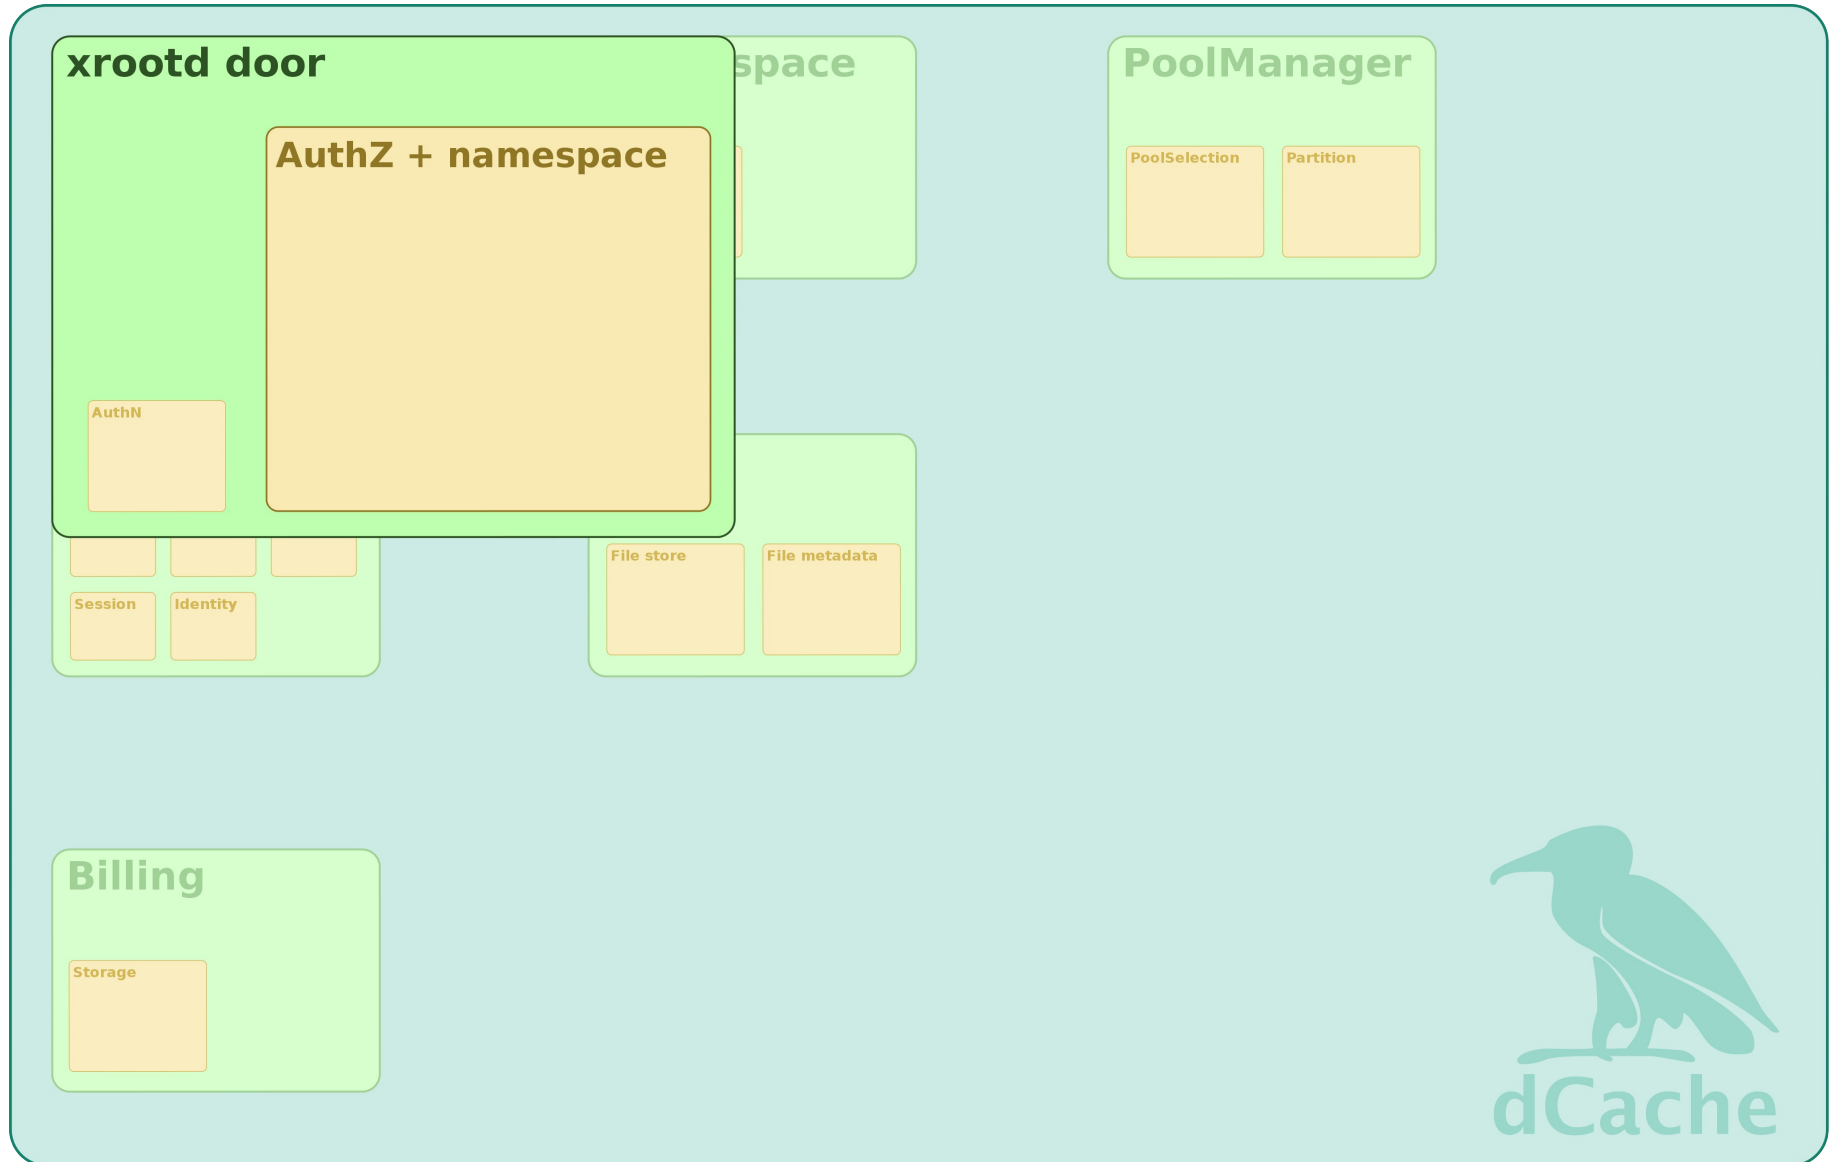 xrootd door
space
PoolManager
AuthZ + namespace
PoolSelection
Partition
AuthN
File store
File metadata
Session
Identity
Billing
Storage
dCache